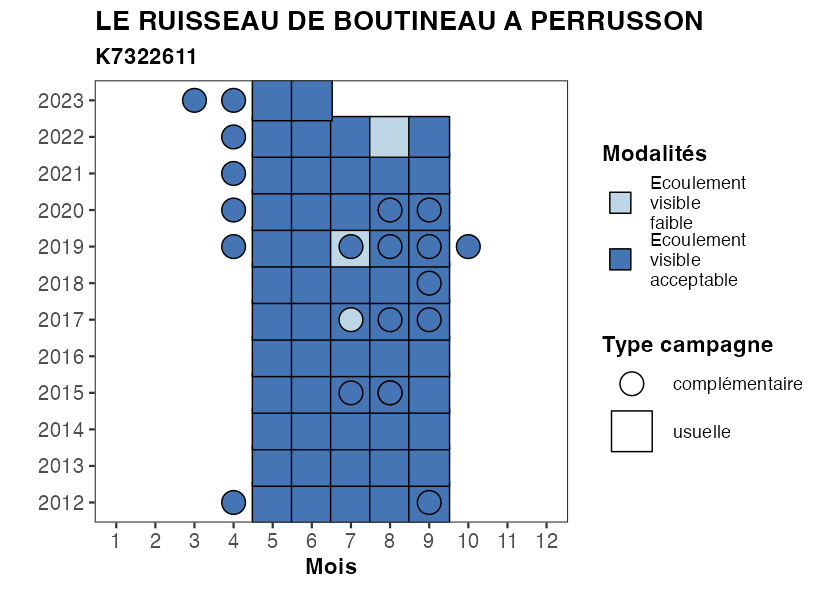 LE RUISSEAU DE BOUTINEAU A PERRUSSON
K7322611
2023
2022
2021
2020
2019
2018
2017
2016
2015
2014
2013
2012
1 2 3 4 5 6 7 8 9 10 11 12
Mois
Modalités
Ecoulement
visible
faible
Ecoulement
visible
acceptable
Type campagne
complémentaire
usuelle